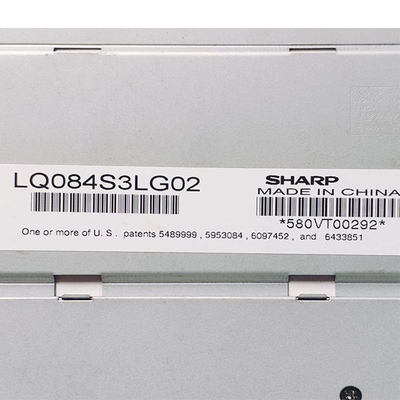 LQ084S3LG02
SHARP
MADE IN CHINA
*580VT00292*
One or more of U. S. patents 5489999 , 5953084 , 6097452 , and 6433851